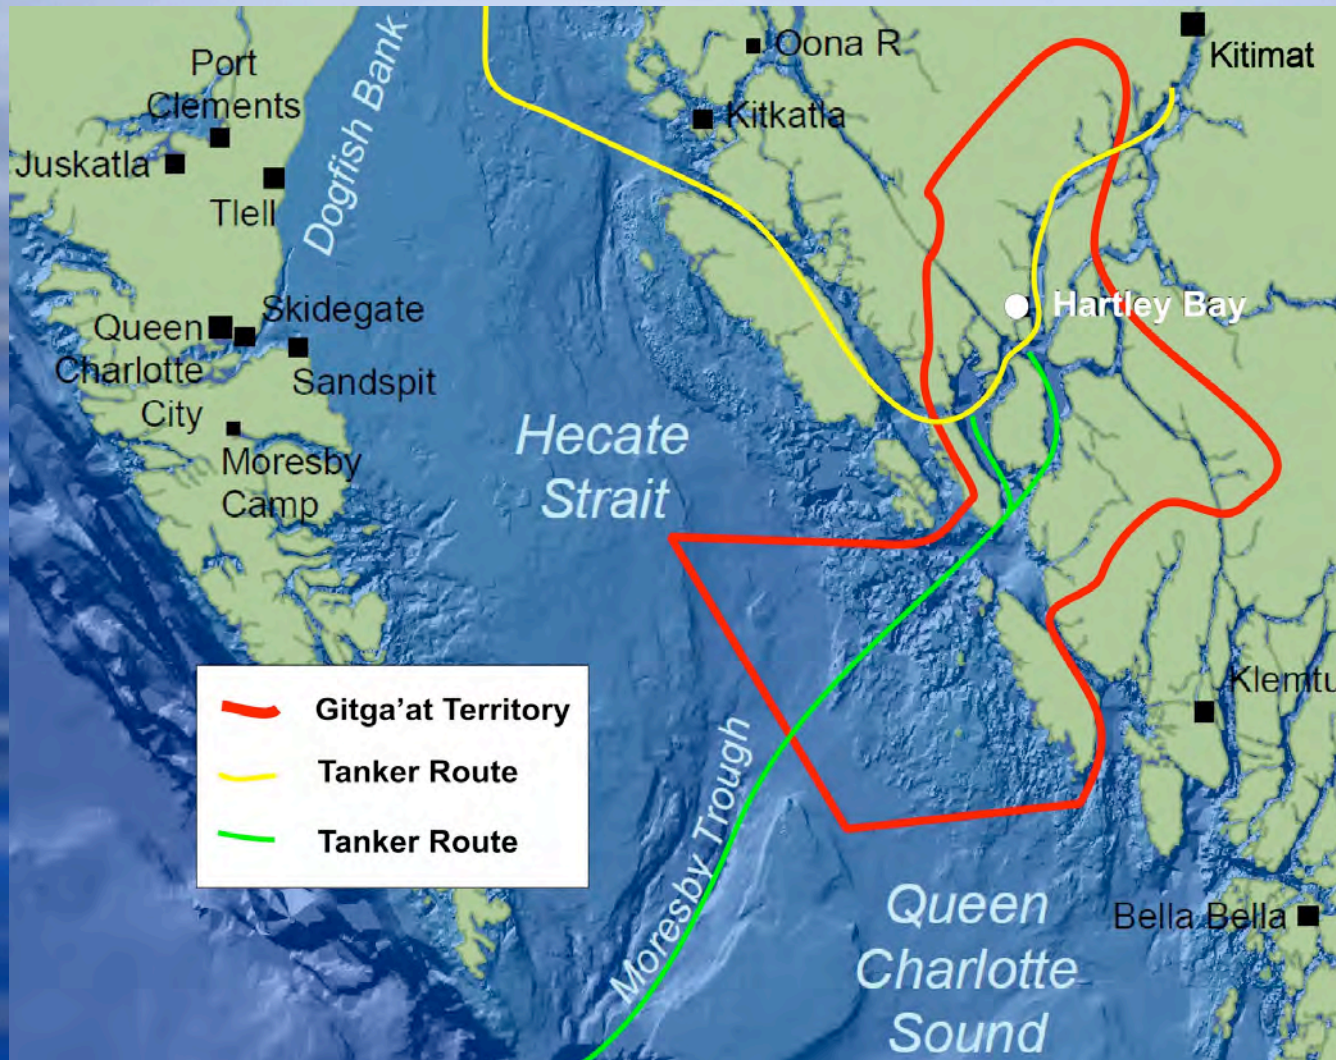 Port
Clements
Juskatla
Tlell
Dogfish Bank
Oona R
Kitkatla
Kitimat
Hartley Bay
Queen
Charlotte
City
Skidegate
Sandspit
Moresby
Camp
Hecate
Strait
Gitga'at Territory
Tanker Route
Tanker Route
Moresby Trough
Klemtu
Queen
Charlotte
Sound
Bella Bella